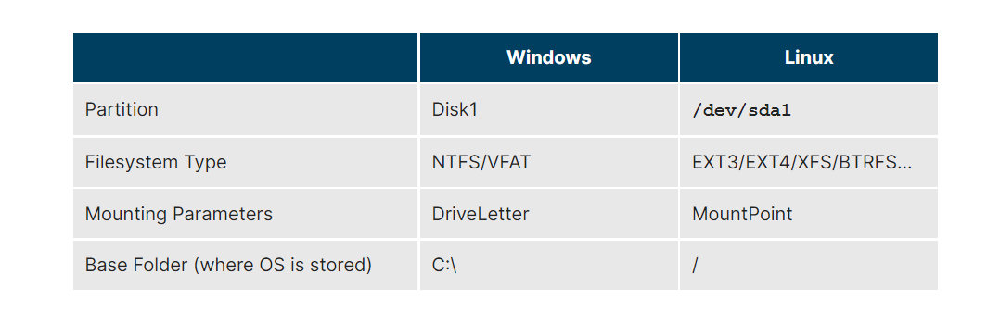 Windows Linux
Partition Disk1 /dev/sda1
Filesystem Type NTFS/VFAT EXT3/EXT4/XFS/BTRFS...
Mounting Parameters DriveLetter MountPoint
Base Folder (where OS is stored) C:\ /